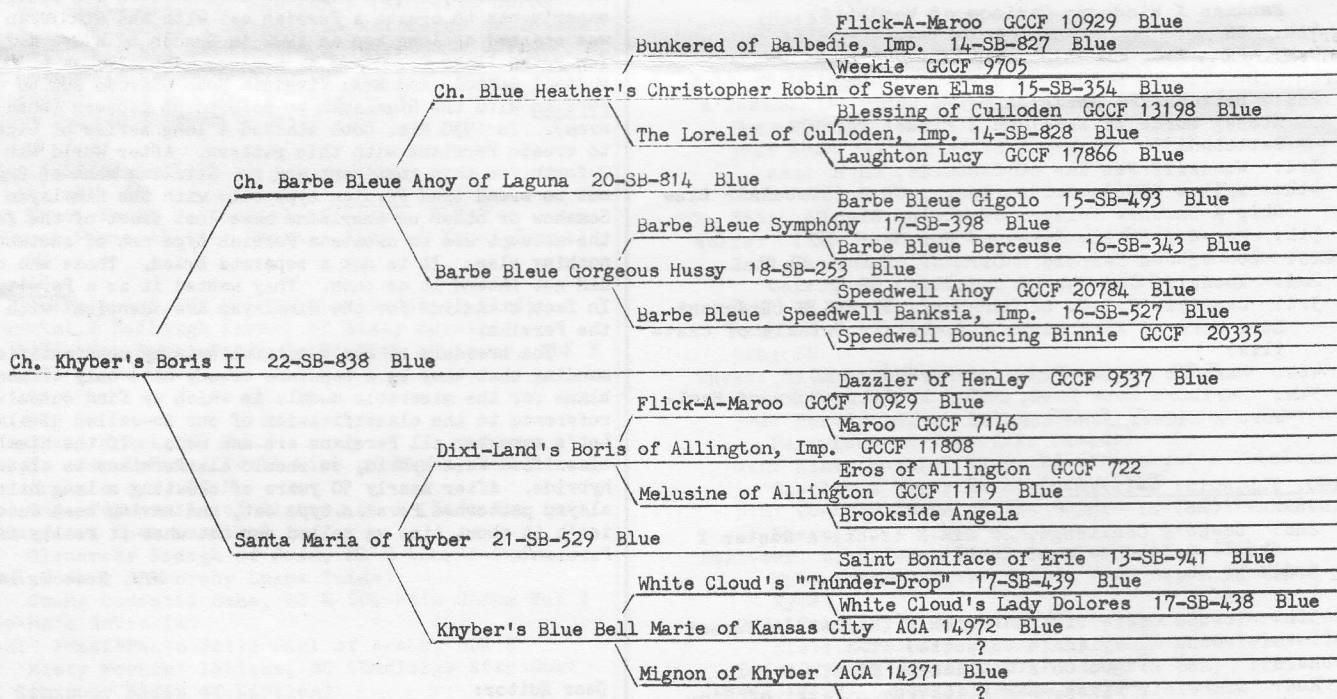 Flick-A-Maroo GCCF 10929 Blue
Bunkered of Balbedie, Imp. 14-SB-827 Blue
Weekie GCCF 9705
Ch. Blue Heather's Christopher Robin of Seven Elms 15-SB-354 Blue
Blessing of Culloden GCCF 13198 Blue
The Lorelei of Culloden, Imp. 14-SB-828 Blue
Laughton Lucy GCCF 17866 Blue
Ch. Barbe Bleue Ahoy of Laguna 20-SB-814 Blue
Barbe Bleue Gigolo 15-SB-493 Blue
Barbe Bleue Symphony 17-SB-398 Blue
Barbe Bleue Bercouse 16-SB-343 Blue
Barbe Bleue Gorgeous Hussy 18-SB-253 Blue
Speedwell Ahoy GCCF 20784 Blue
Barbe Bleues Speedwell Banksia, Imp. 16-SB-527 Blue
Speedwell Bouncing Binnie GCCF 20335
Ch. Khyber's Boris II 22-SB-838 Blue
Dazzler of Henley GCCF 9537 Blue
Flick-A-Maroo GCCF 10929 Blue
Maroo GCCF 7146
Dixi-Land's Boris of Allington, Imp. GCCF 11808
Eros of Allington GCCF 722
Melusine of Allington GCCF 1119 Blue
Brookside Angela
Santa Maria of Khyber 21-SB-529 Blue
Saint Boniface of Erie 13-SB-941 Blue
White Cloud's "Thunder-Drop" 17-SB-439 Blue
White Cloud's Lady Dolores 17-SB-438 Blue
Khyber's Blue Bell Marie of Kansas City ACA 14972 Blue
?
Mignon of Khyber ACA 14371 Blue
?